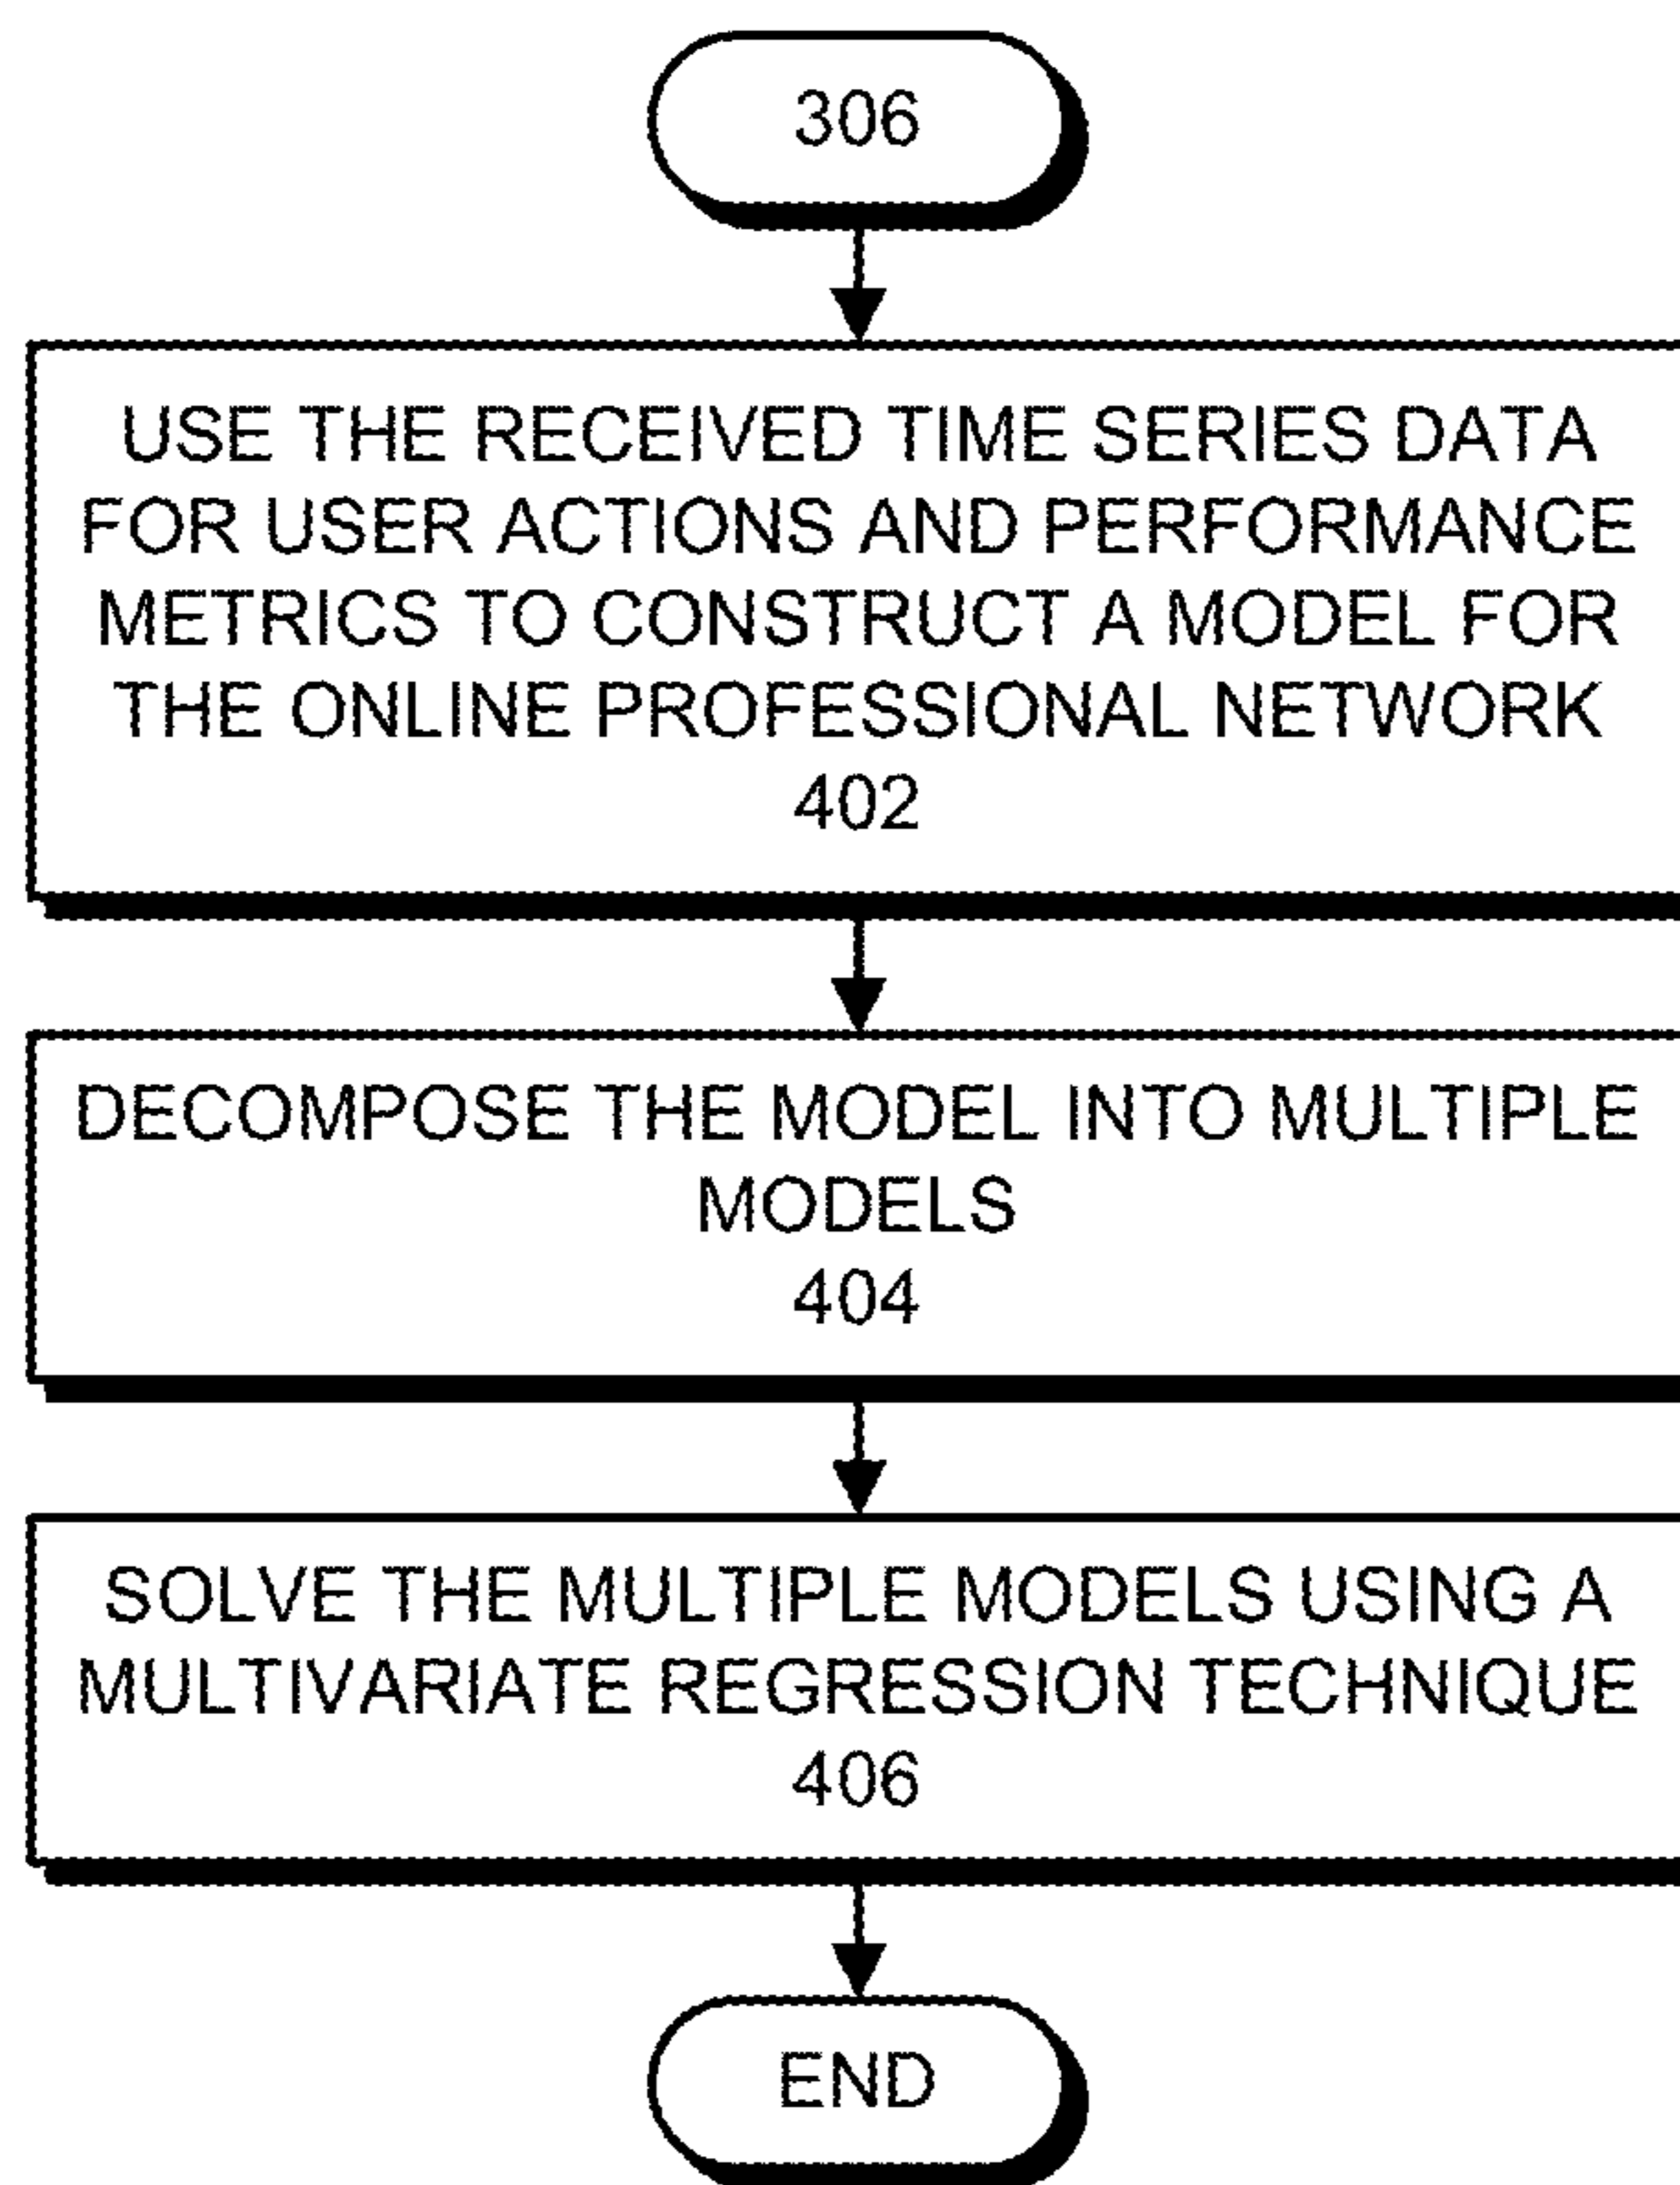 306
USE THE RECEIVED TIME SERIES DATA
FOR USER ACTIONS AND PERFORMANCE
METRICS TO CONSTRUCT A MODEL FOR
THE ONLINE PROFESSIONAL NETWORK
402
DECOMPOSE THE MODEL INTO MULTIPLE
MODELS
404
SOLVE THE MULTIPLE MODELS USING A
MULTIVARIATE REGRESSION TECHNIQUE
406
END